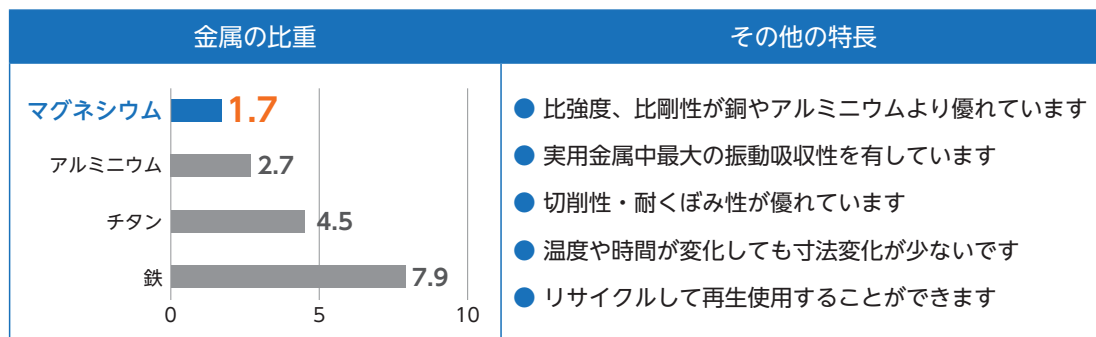 金属の比重
その他の特長
マグネシウム 1.7
アルミニウム 2.7
チタン 4.5
鉄 7.9
0 5 10
● 比強度、比剛性が銅やアルミニウムより優れています
● 実用金属中最大の振動吸収性を有しています
● 切削性・耐くぼみ性が優れています
● 温度や時間が変化しても寸法変化が少ないです
● リサイクルして再生使用することができます